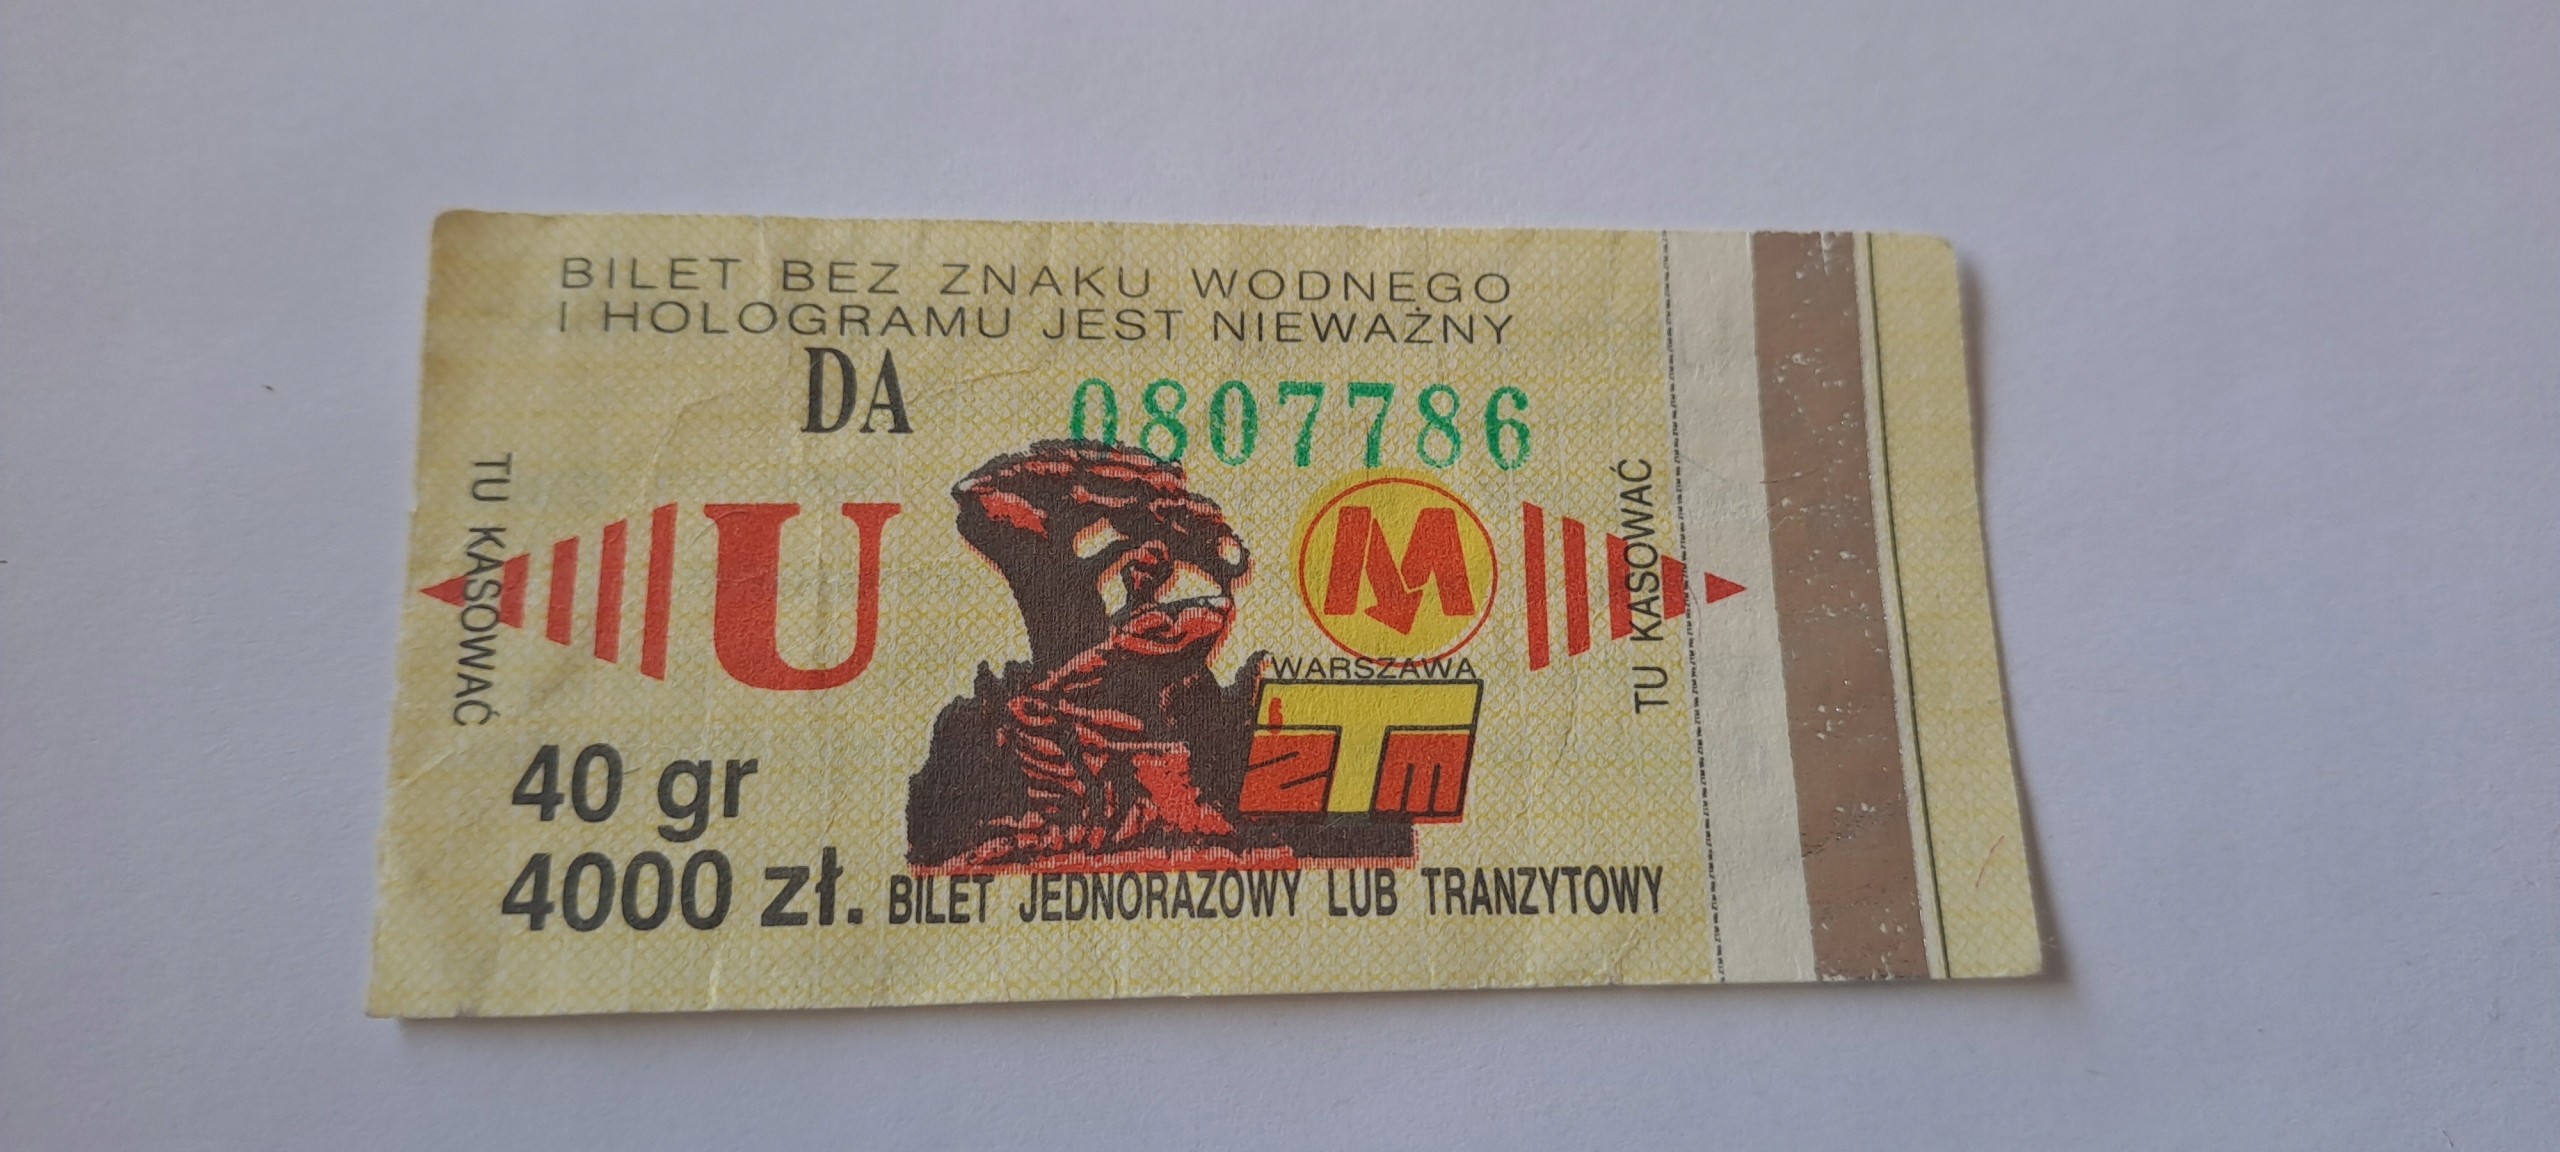 BILET BEZ ZNAKU WODNEGO
I HOLOGRAMU JEST NIEWAŻNY
DA 0807786
TU KASOWAĆ
U
M
TU KASOWAĆ
WARSZAWA
zTm
40 gr
4000 zł.
BILET JEDNORAZOWY LUB TRANZYTOWY